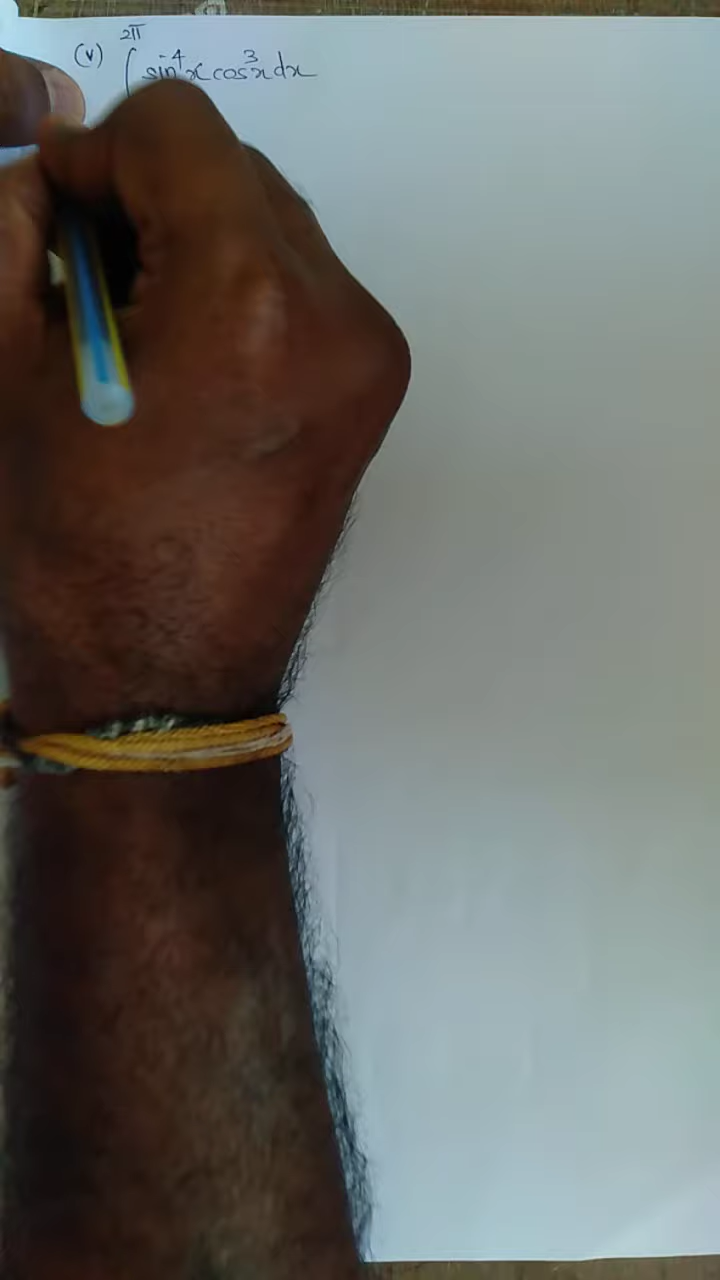 2π
(v) ∫ sin⁴x cos³x dx